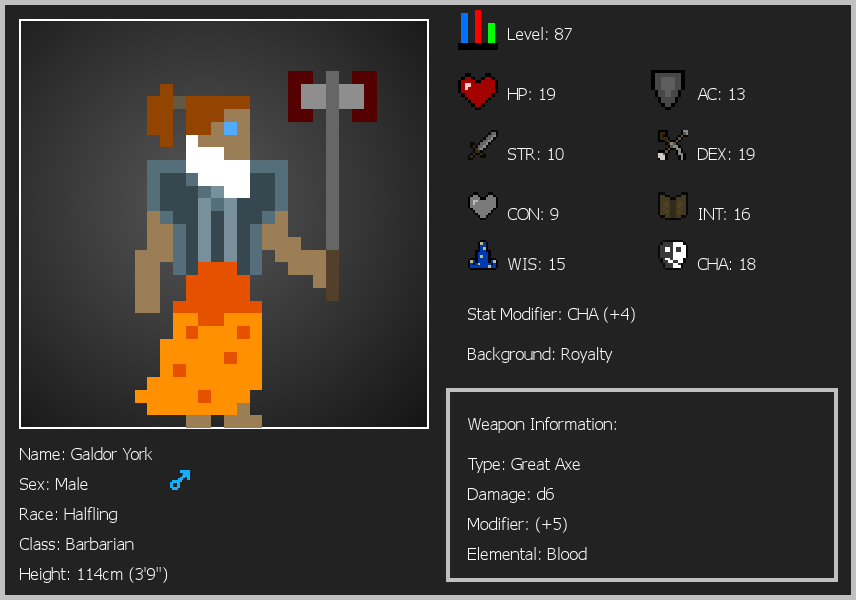 Level: 87
HP: 19
AC: 13
STR: 10
DEX: 19
CON: 9
INT: 16
WIS: 15
CHA: 18
Stat Modifier: CHA (+4)
Background: Royalty
Weapon Information:
Type: Great Axe
Damage: d6
Modifier: (+5)
Elemental: Blood
Name: Galdor York
Sex: Male
Race: Halfling
Class: Barbarian
Height: 114cm (3'9")